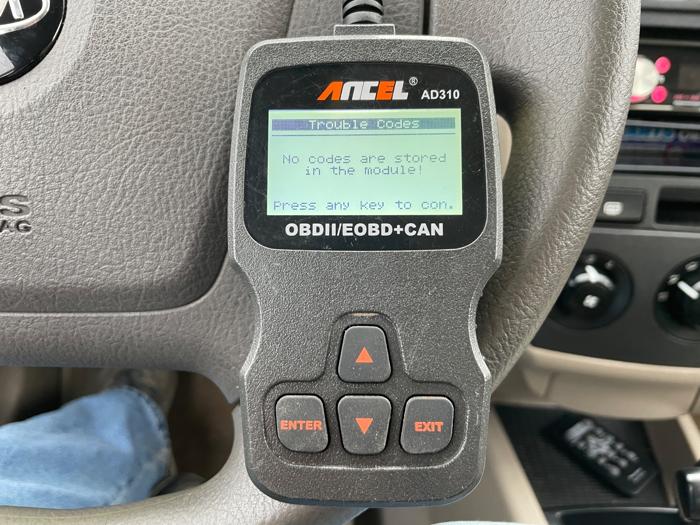 ANCEL® AD310
Trouble Codes
No codes are stored
in the module!
Press any key to con.
OBDII/EOBD+CAN
ENTER
EXIT